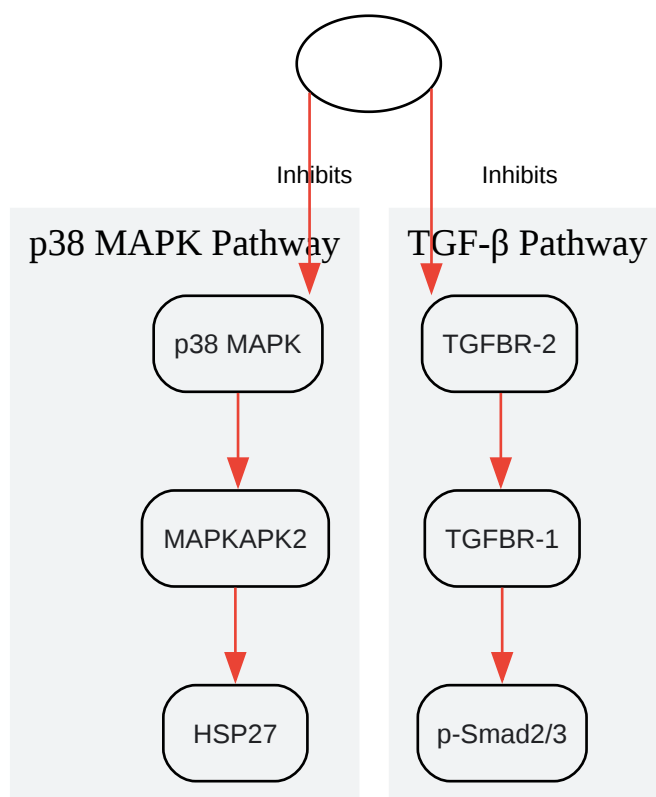 Inhibits
Inhibits
p38 MAPK Pathway
TGF-β Pathway
p38 MAPK
TGFBR-2
MAPKAPK2
TGFBR-1
HSP27
p-Smad2/3